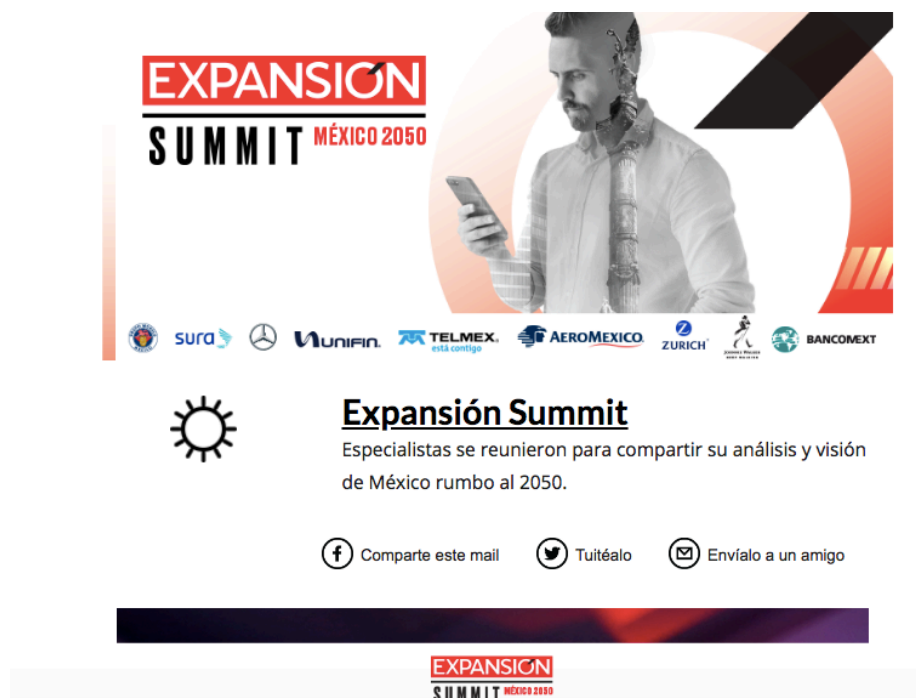 EXPANSIÓN
SUMMIT MÉXICO 2050
sura
UNIFIN.
TELMEX.
está contigo
AEROMEXICO.
ZURICH
JOHNNIE WALKER
BANCOMEXT
Expansión Summit
Especialistas se reunieron para compartir su análisis y visión
de México rumbo al 2050.
Comparte este mail
Tuitéalo
Envíalo a un amigo
EXPANSIÓN
SUMMIT MÉXICO 2050